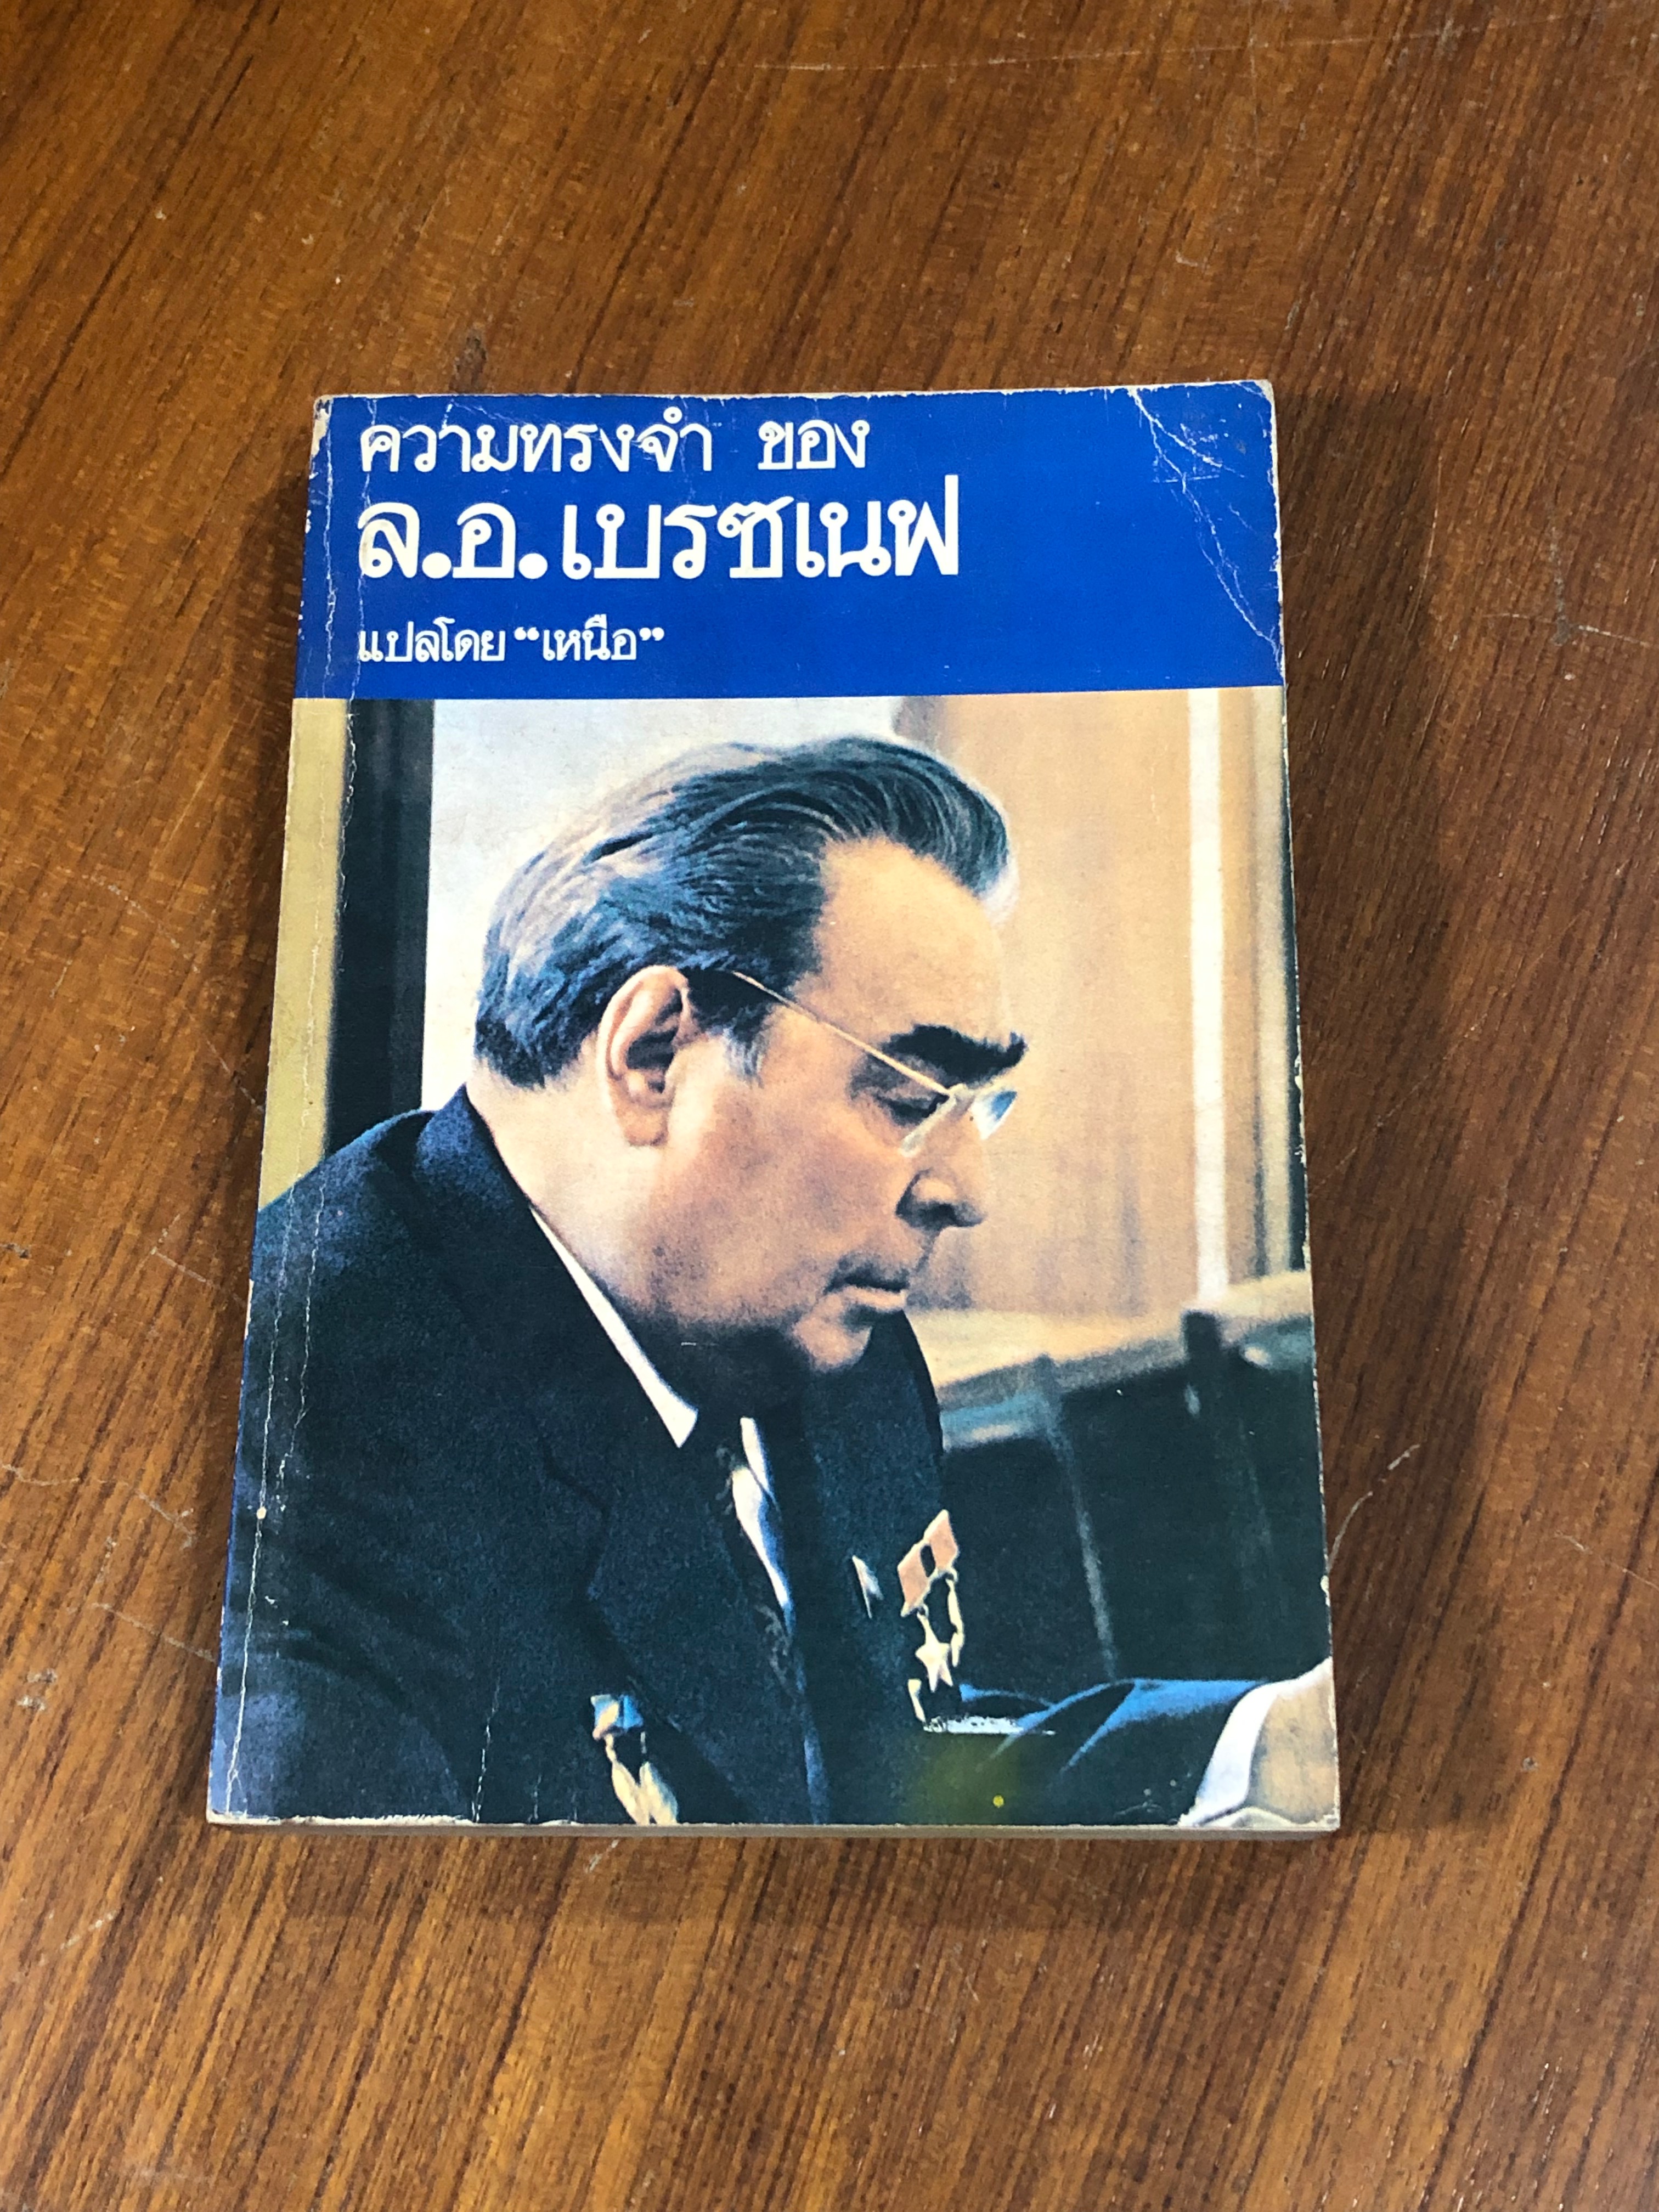 ความทรงจำ ของ
ล.อ.เบรซเนฟ
แปลโดย “เหนือ”